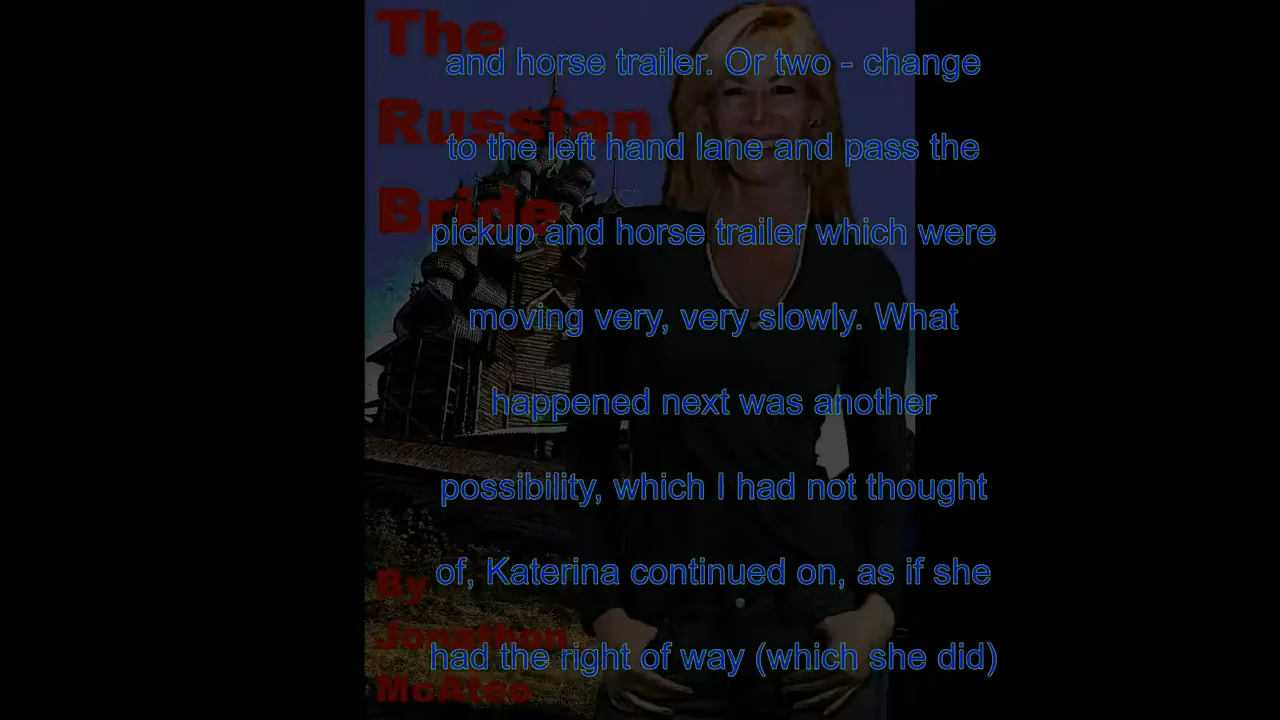 The
Russian
Bride
By
Jonathon
McAtee
and horse trailer. Or two - change
to the left hand lane and pass the
pickup and horse trailer which were
moving very, very slowly. What
happened next was another
possibility, which I had not thought
of, Katerina continued on, as if she
had the right of way (which she did)